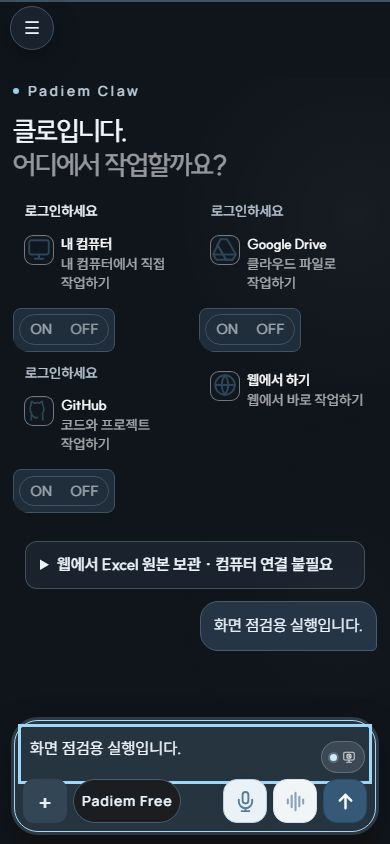 Padiem Claw
클로입니다.
어디에서 작업할까요?
로그인하세요
내 컴퓨터
내 컴퓨터에서 직접
작업하기
ON OFF
로그인하세요
Google Drive
클라우드 파일로
작업하기
ON OFF
로그인하세요
GitHub
코드와 프로젝트
작업하기
ON OFF
웹에서 하기
웹에서 바로 작업하기
▶ 웹에서 Excel 원본 보관 · 컴퓨터 연결 불필요
화면 점검용 실행입니다.
화면 점검용 실행입니다.
+ Padiem Free